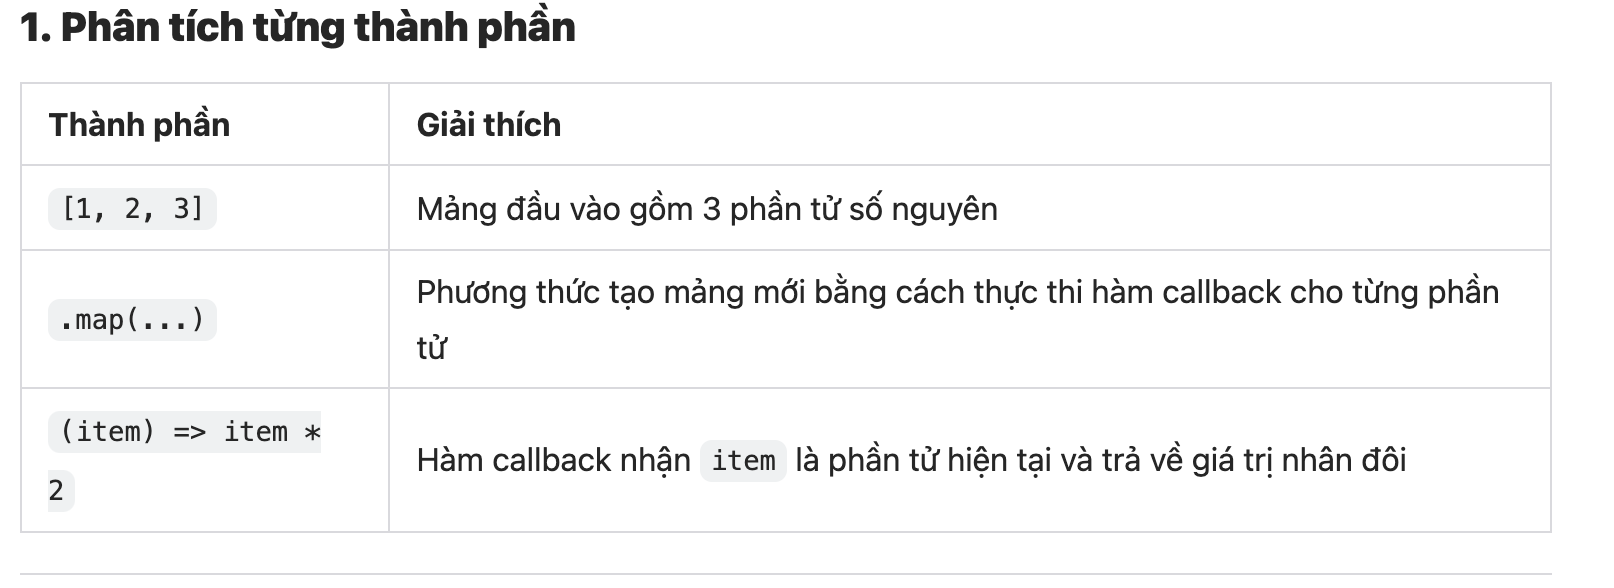 1. Phân tích từng thành phần
Thành phần
Giải thích
[1, 2, 3]
Mảng đầu vào gồm 3 phần tử số nguyên
.map(...)
Phương thức tạo mảng mới bằng cách thực thi hàm callback cho từng phần
tử
(item) => item *
2
Hàm callback nhận item là phần tử hiện tại và trả về giá trị nhân đôi